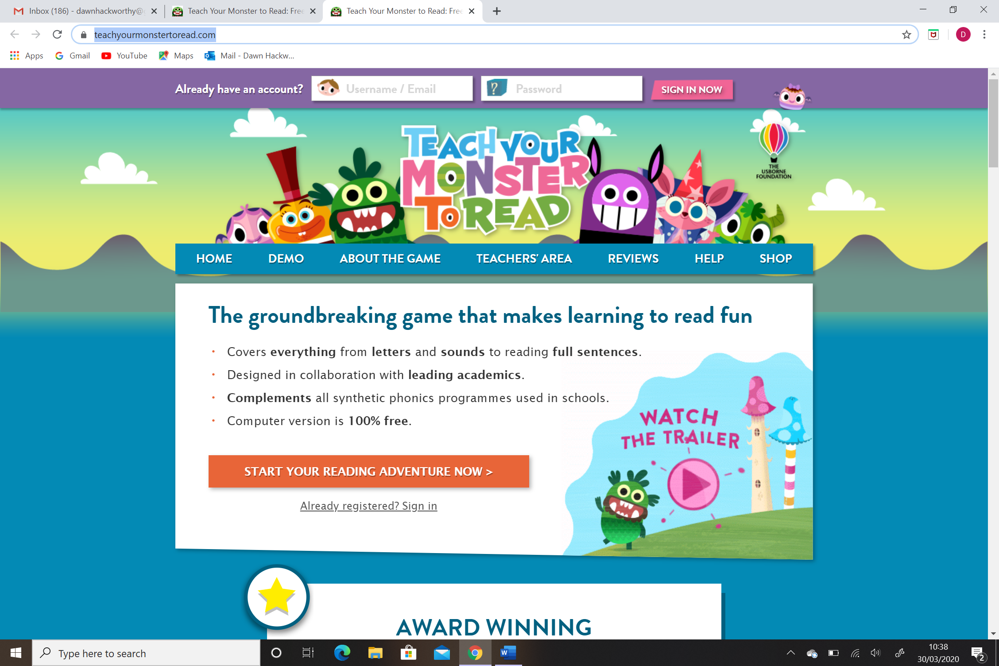 Inbox (186) - dawnhackworthy@g
Teach Your Monster to Read: Free
Teach Your Monster to Read: Free
teachyourmonstertoread.com
D
Apps
Gmail
YouTube
Maps
Mail - Dawn Hackw...
Already have an account?
Username / Email
?
Password
SIGN IN NOW
TEACH YOUR
MONSTER
TO READ
THE
USBORNE
FOUNDATION
HOME
DEMO
ABOUT THE GAME
TEACHERS' AREA
REVIEWS
HELP
SHOP
The groundbreaking game that makes learning to read fun
Covers everything from letters and sounds to reading full sentences.
Designed in collaboration with leading academics.
Complements all synthetic phonics programmes used in schools.
Computer version is 100% free.
WATCH
THE TRAILER
START YOUR READING ADVENTURE NOW >
Already registered? Sign in
AWARD WINNING
Type here to search
W
10:38
30/03/2020
2